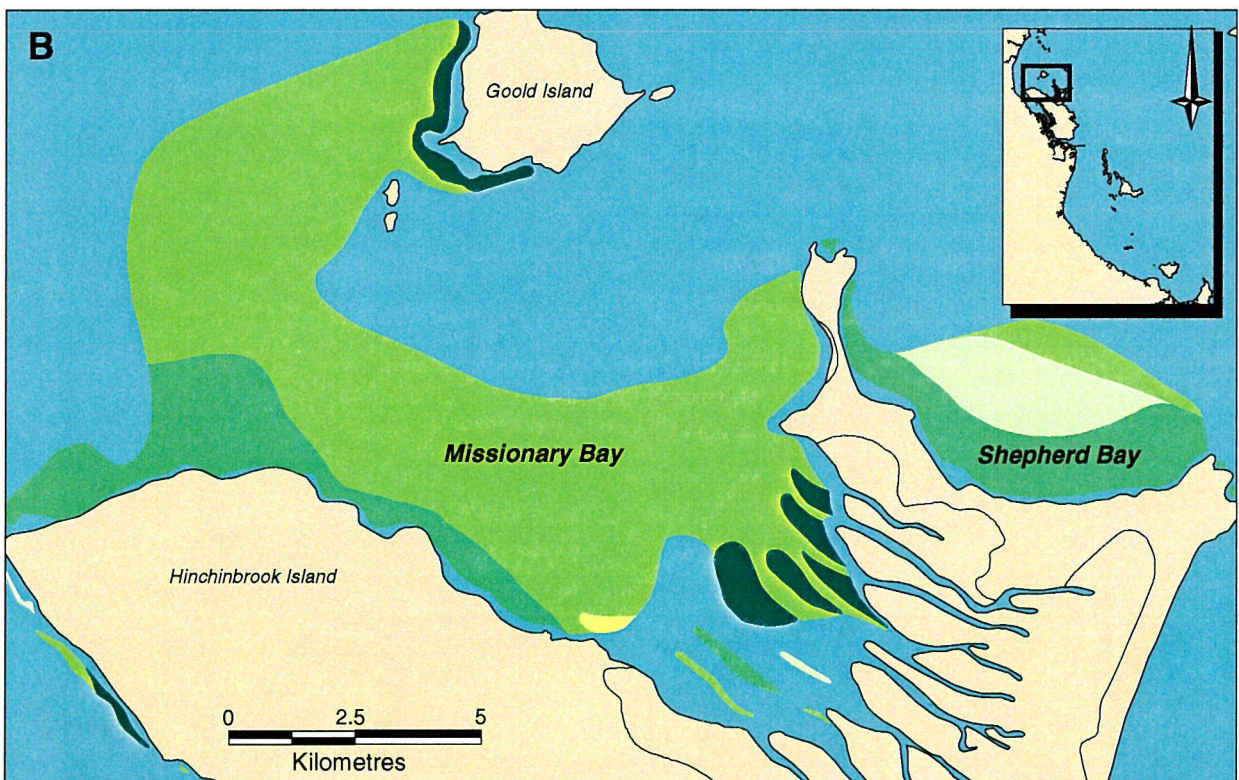 B
Goold Island
Missionary Bay
Shepherd Bay
Hinchinbrook Island
0 2.5 5
Kilometres